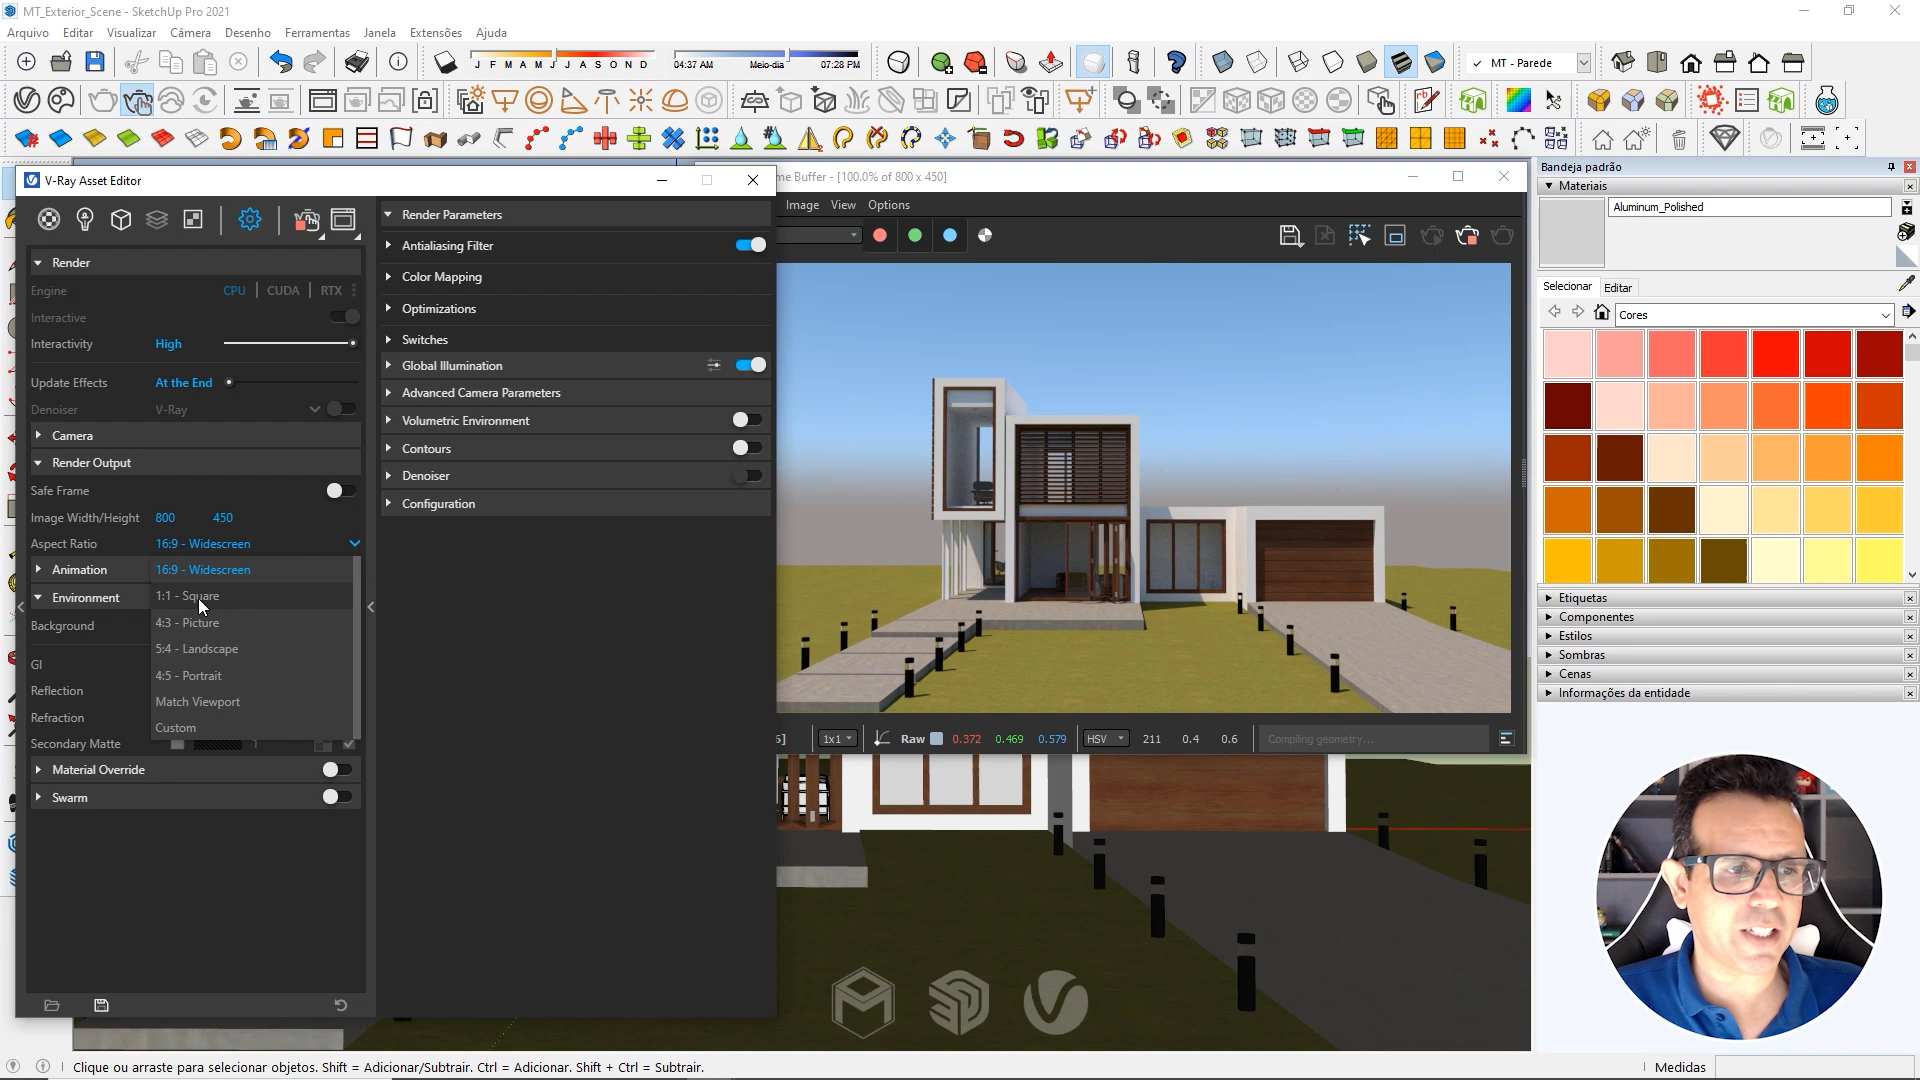 MT_Exterior_Scene - SketchUp Pro 2021
Arquivo Editar Visualizar Câmera Desenho Ferramentas Janela Extensões Ajuda
J F M A M J J A S O N D
04:37 AM Meio-dia 07:28 PM
MT - Parede
V-Ray Asset Editor
me Buffer - [100.0% of 800 x 450]
Image View Options
Render
Engine CPU CUDA RTX
Interactive
Interactivity High
Update Effects At the End
Denoiser V-Ray
Camera
Render Output
Safe Frame
Image Width/Height 800 450
Aspect Ratio 16:9 - Widescreen
Animation
Environment
Background
GI
Reflection
Refraction
Secondary Matte
16:9 - Widescreen
1:1 - Square
4:3 - Picture
5:4 - Landscape
4:5 - Portrait
Match Viewport
Custom
Material Override
Swarm
Render Parameters
Antialiasing Filter
Color Mapping
Optimizations
Switches
Global Illumination
Advanced Camera Parameters
Volumetric Environment
Contours
Denoiser
Configuration
1x1 Raw 0.372 0.469 0.579 HSV 211 0.4 0.6 Compiling geometry...
Bandeja padrão
Materiais
Aluminum_Polished
Selecionar Editar
Cores
Etiquetas
Componentes
Estilos
Sombras
Cenas
Informações da entidade
Clique ou arraste para selecionar objetos. Shift = Adicionar/Subtrair. Ctrl = Adicionar. Shift + Ctrl = Subtrair.
Medidas